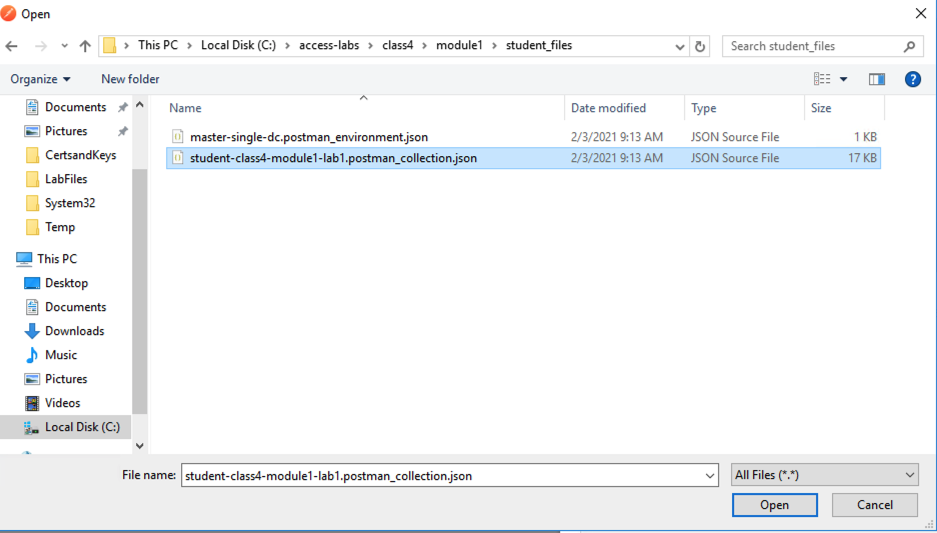 Open
This PC > Local Disk (C:) > access-labs > class4 > module1 > student_files
Search student_files
Organize
New folder
Name
Date modified
Type
Size
master-single-dc.postman_environment.json 2/3/2021 9:13 AM JSON Source File 1 KB
student-class4-module1-lab1.postman_collection.json 2/3/2021 9:13 AM JSON Source File 17 KB
Documents
Pictures
CertsandKeys
LabFiles
System32
Temp
This PC
Desktop
Documents
Downloads
Music
Pictures
Videos
Local Disk (C:)
File name: student-class4-module1-lab1.postman_collection.json
All Files (*.*)
Open
Cancel